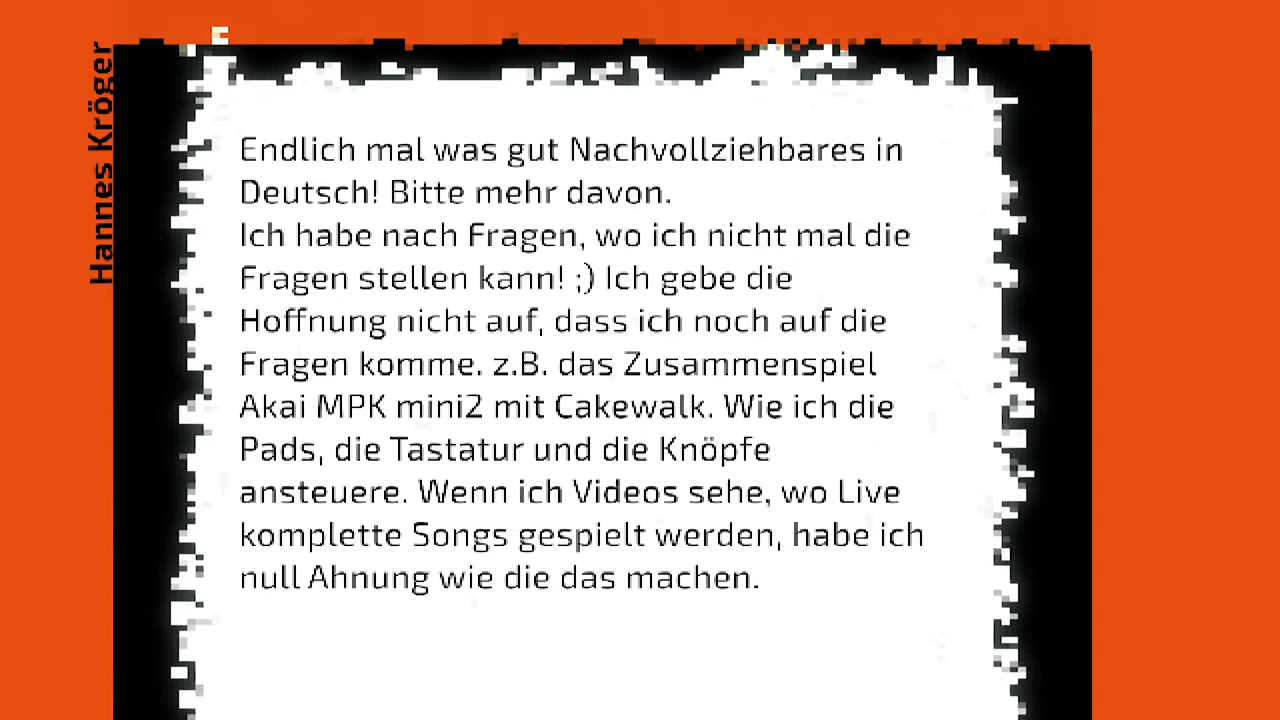 Hannes Kröger
Endlich mal was gut Nachvollziehbares in
Deutsch! Bitte mehr davon.
Ich habe nach Fragen, wo ich nicht mal die
Fragen stellen kann! ;) Ich gebe die
Hoffnung nicht auf, dass ich noch auf die
Fragen komme. z.B. das Zusammenspiel
Akai MPK mini2 mit Cakewalk. Wie ich die
Pads, die Tastatur und die Knöpfe
ansteuere. Wenn ich Videos sehe, wo Live
komplette Songs gespielt werden, habe ich
null Ahnung wie die das machen.